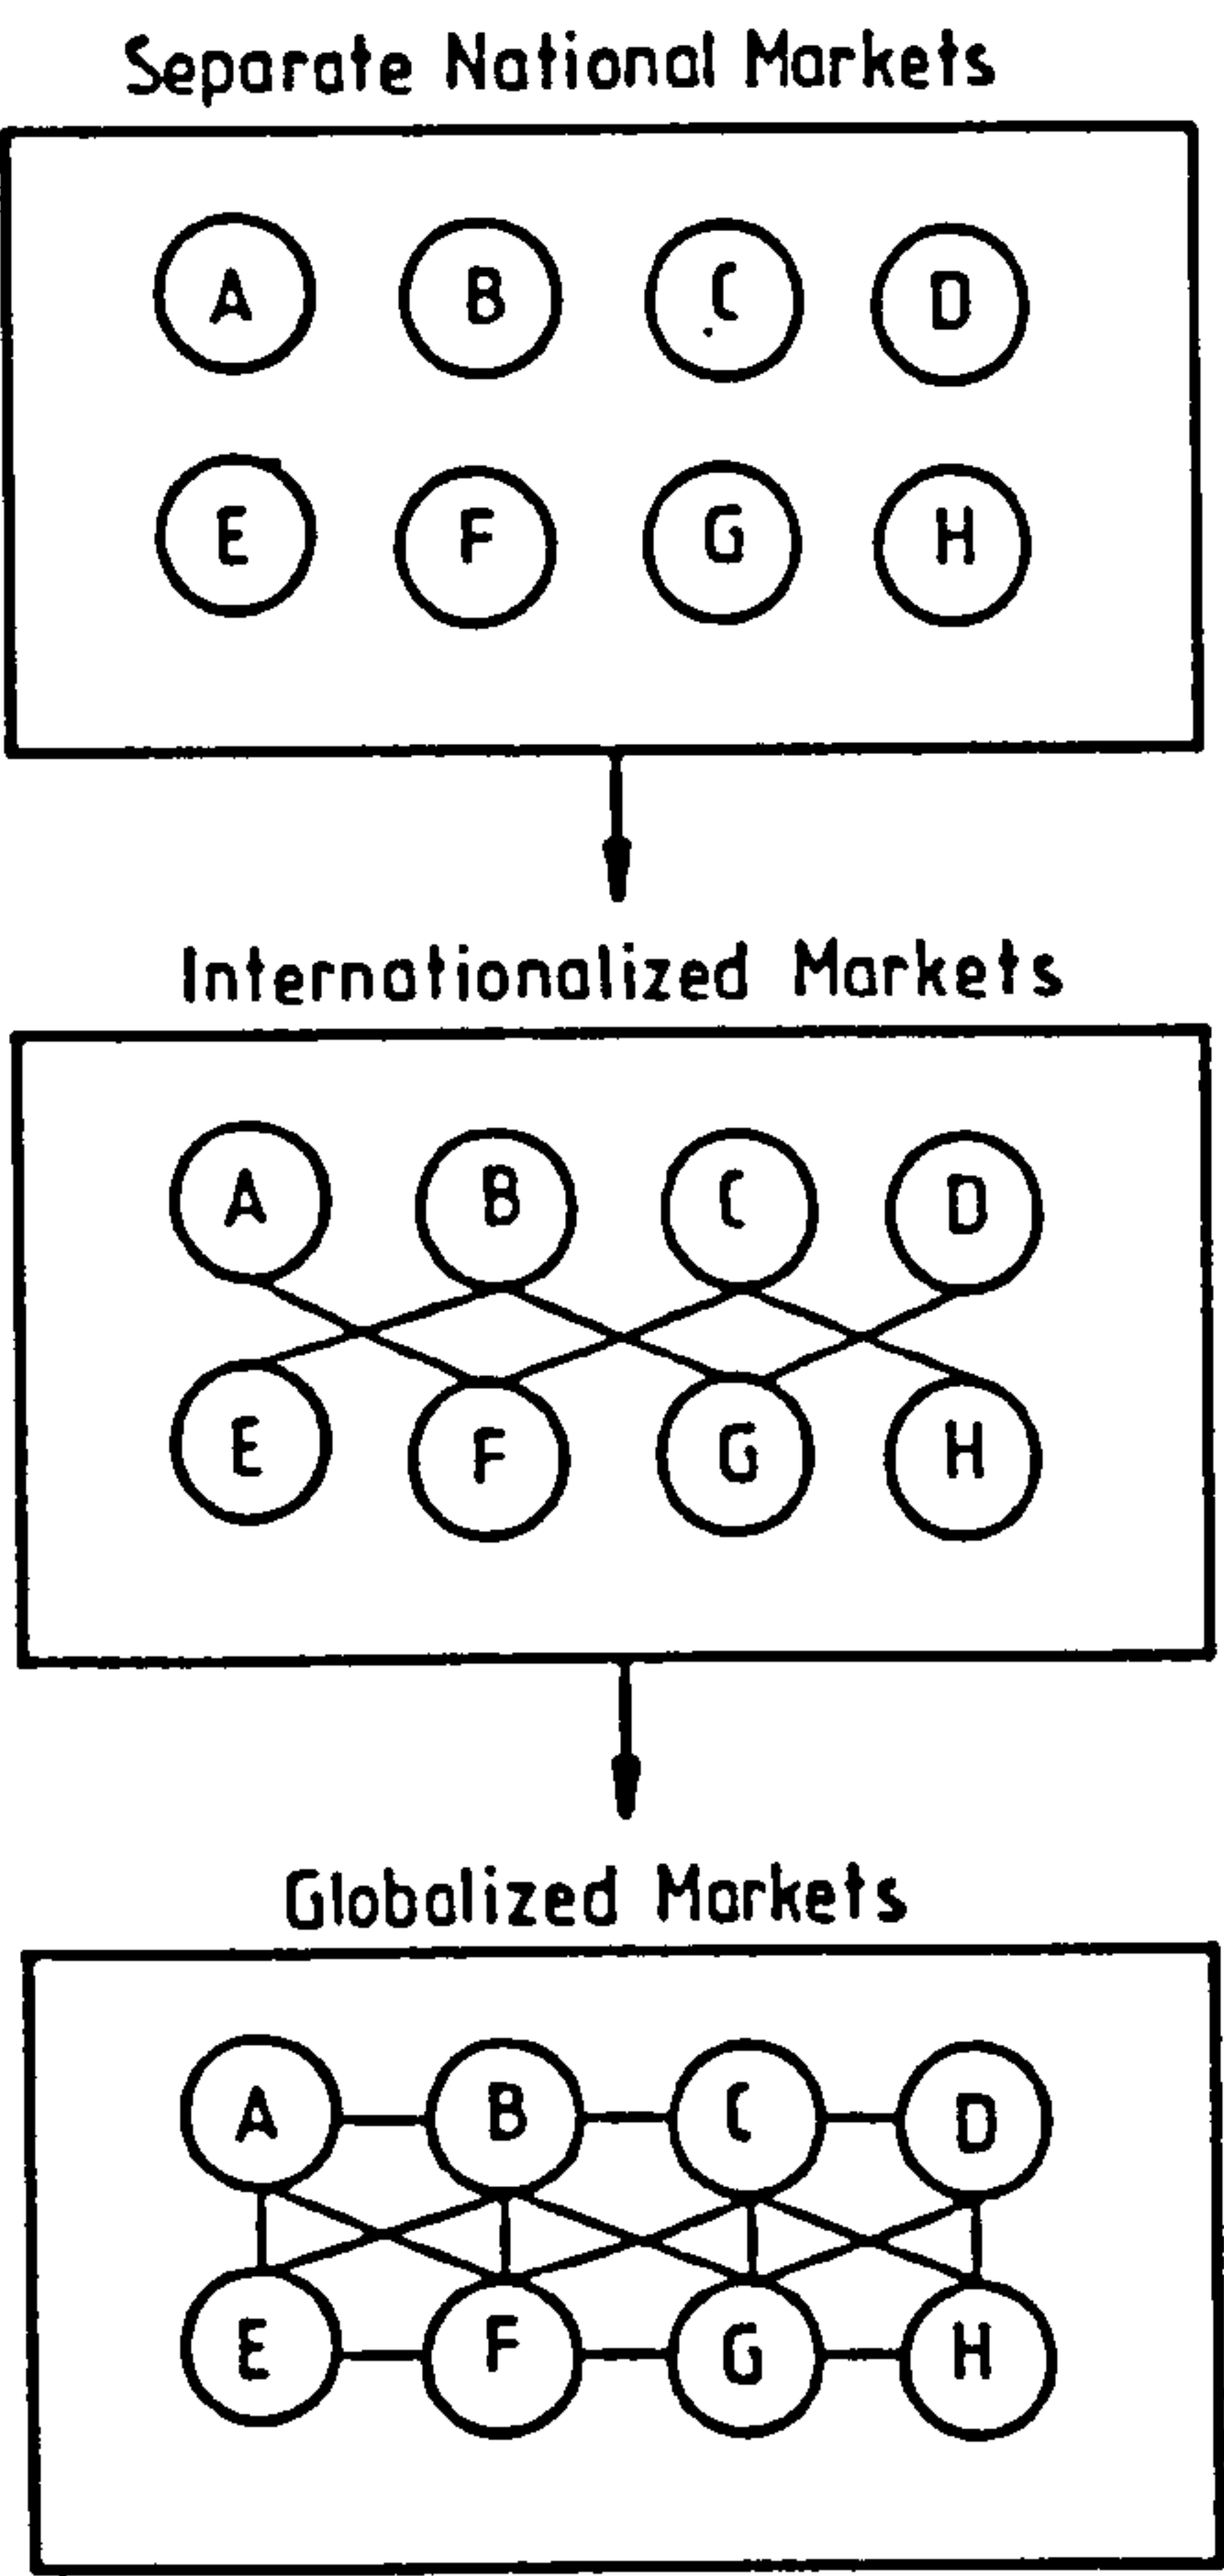 Separate National Markets
A B C D
E F G H
Internationalized Markets
A B C D
E F G H
Globalized Markets
A B C D
E F G H